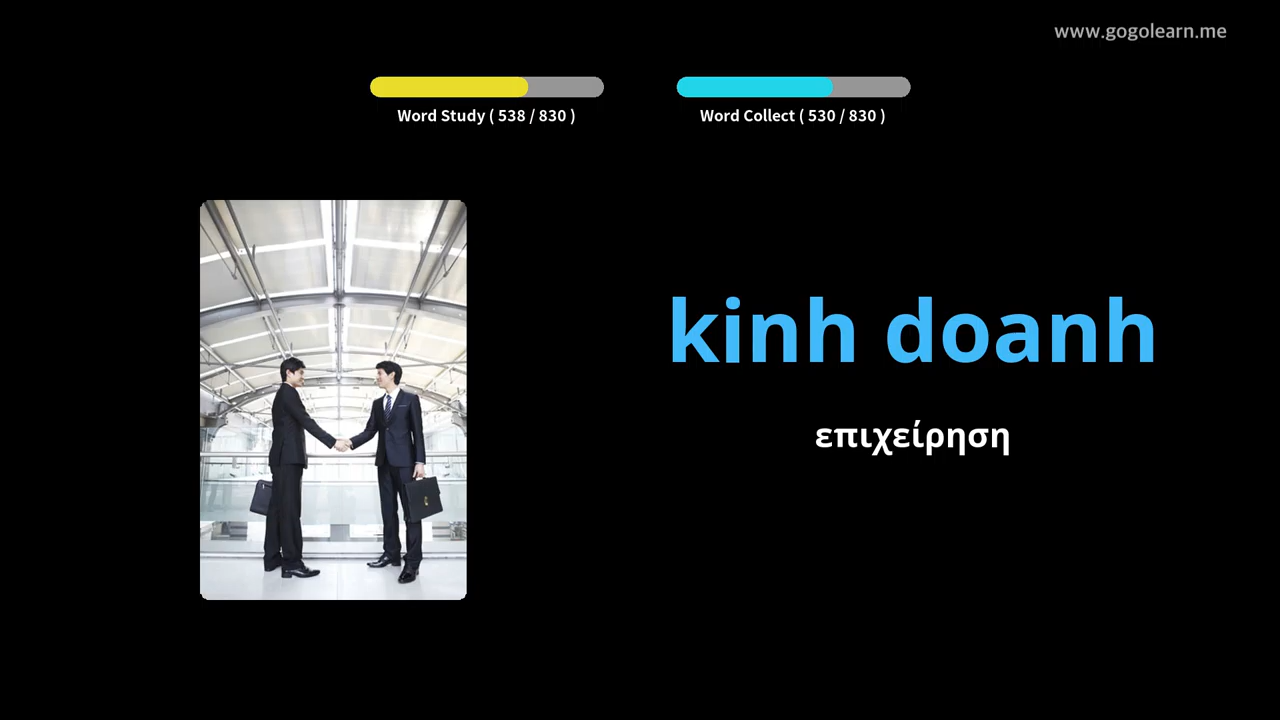 www.gogolearn.me
Word Study ( 538 / 830 )
Word Collect ( 530 / 830 )
kinh doanh
επιχείρηση